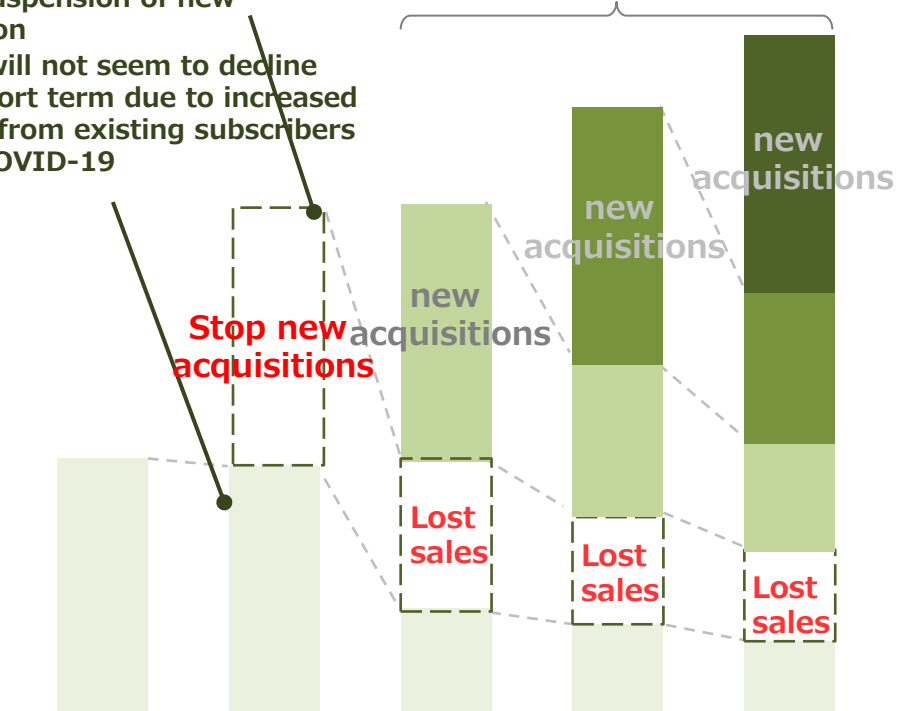 suspension of new
on
will not seem to decline
ort term due to increased
from existing subscribers
OVID-19
new
acquisitions
new
acquisitions
new
acquisitions
Stop new
acquisitions
Lost
sales
Lost
sales
Lost
sales